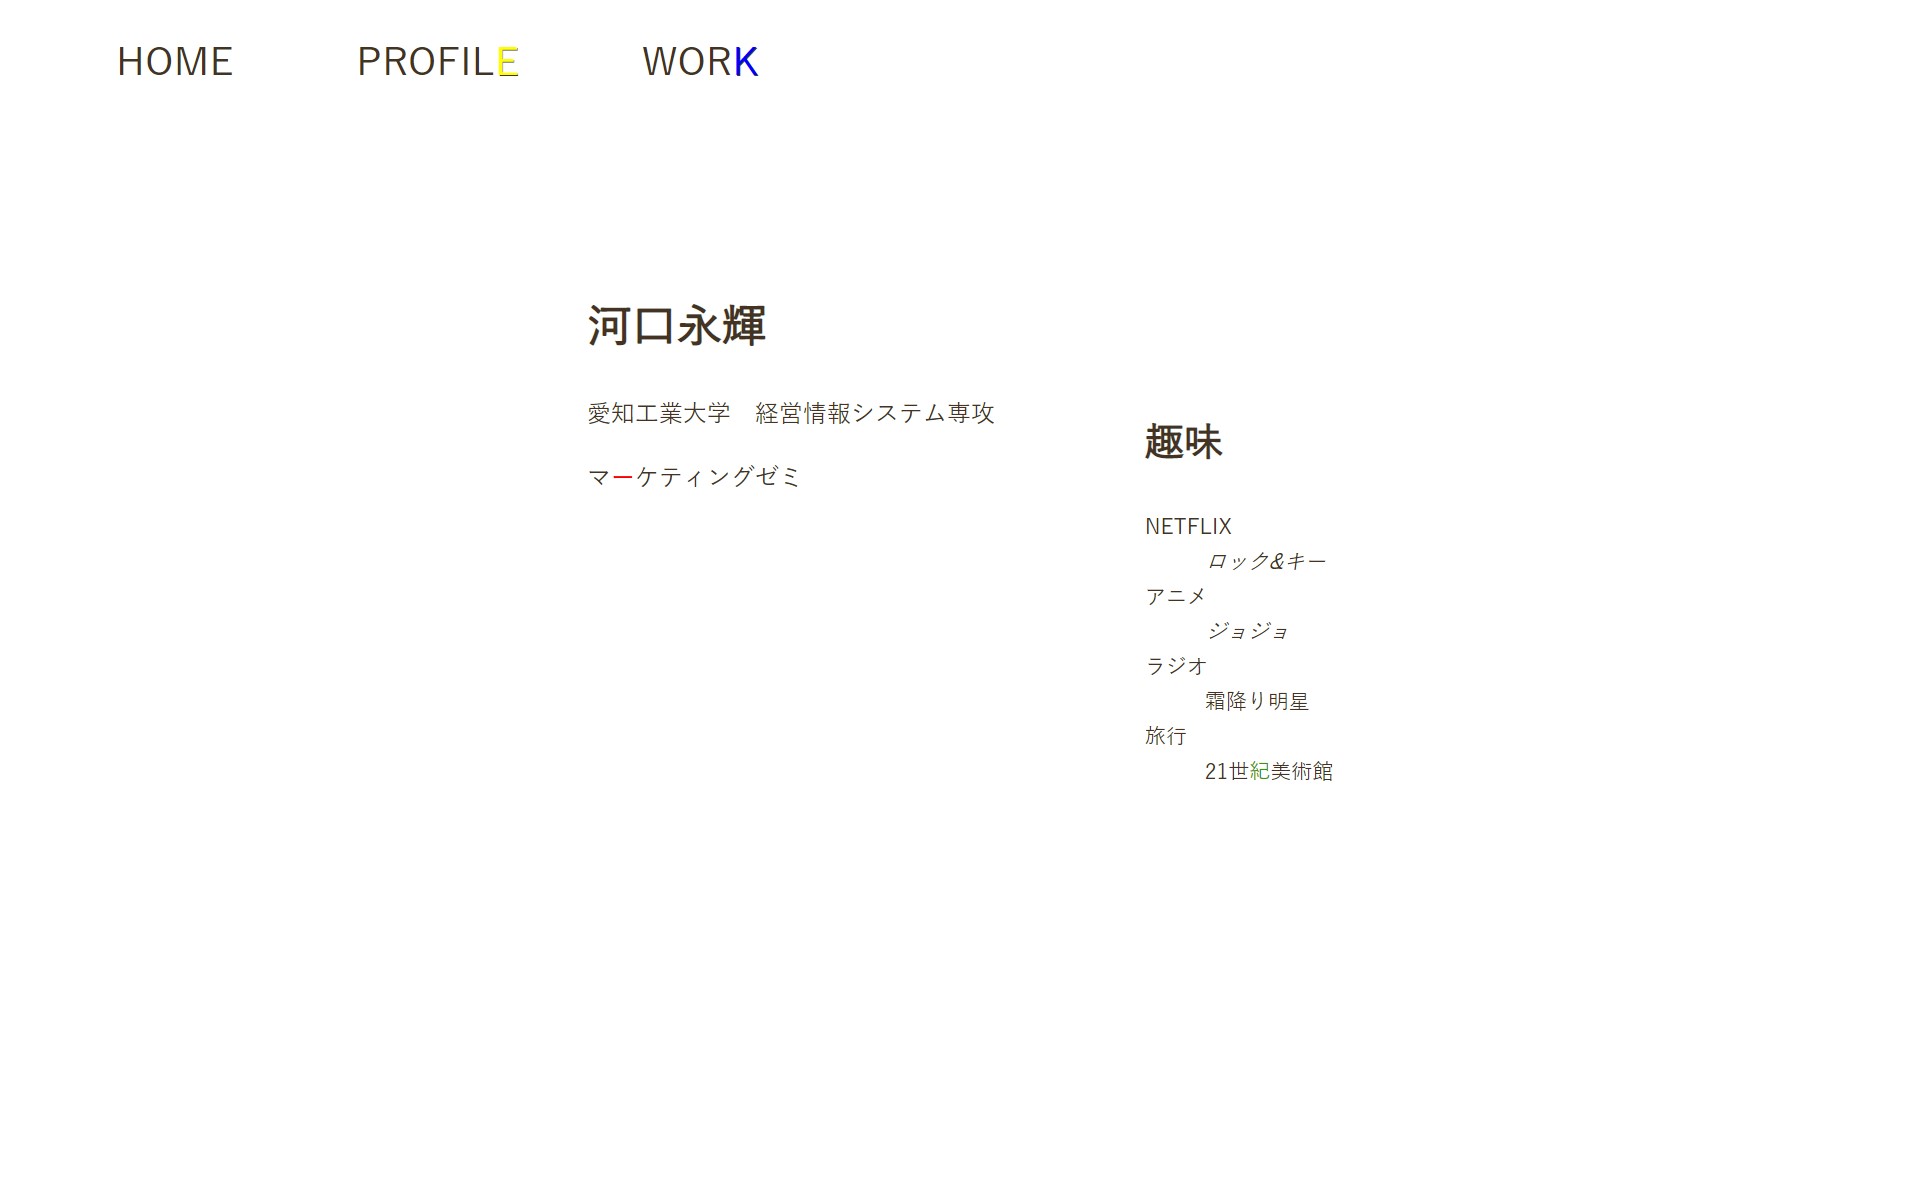 HOME PROFILE WORK
河口永輝
愛知工業大学　経営情報システム専攻
マーケティングゼミ
趣味
NETFLIX
ロック&キー
アニメ
ジョジョ
ラジオ
霜降り明星
旅行
21世紀美術館